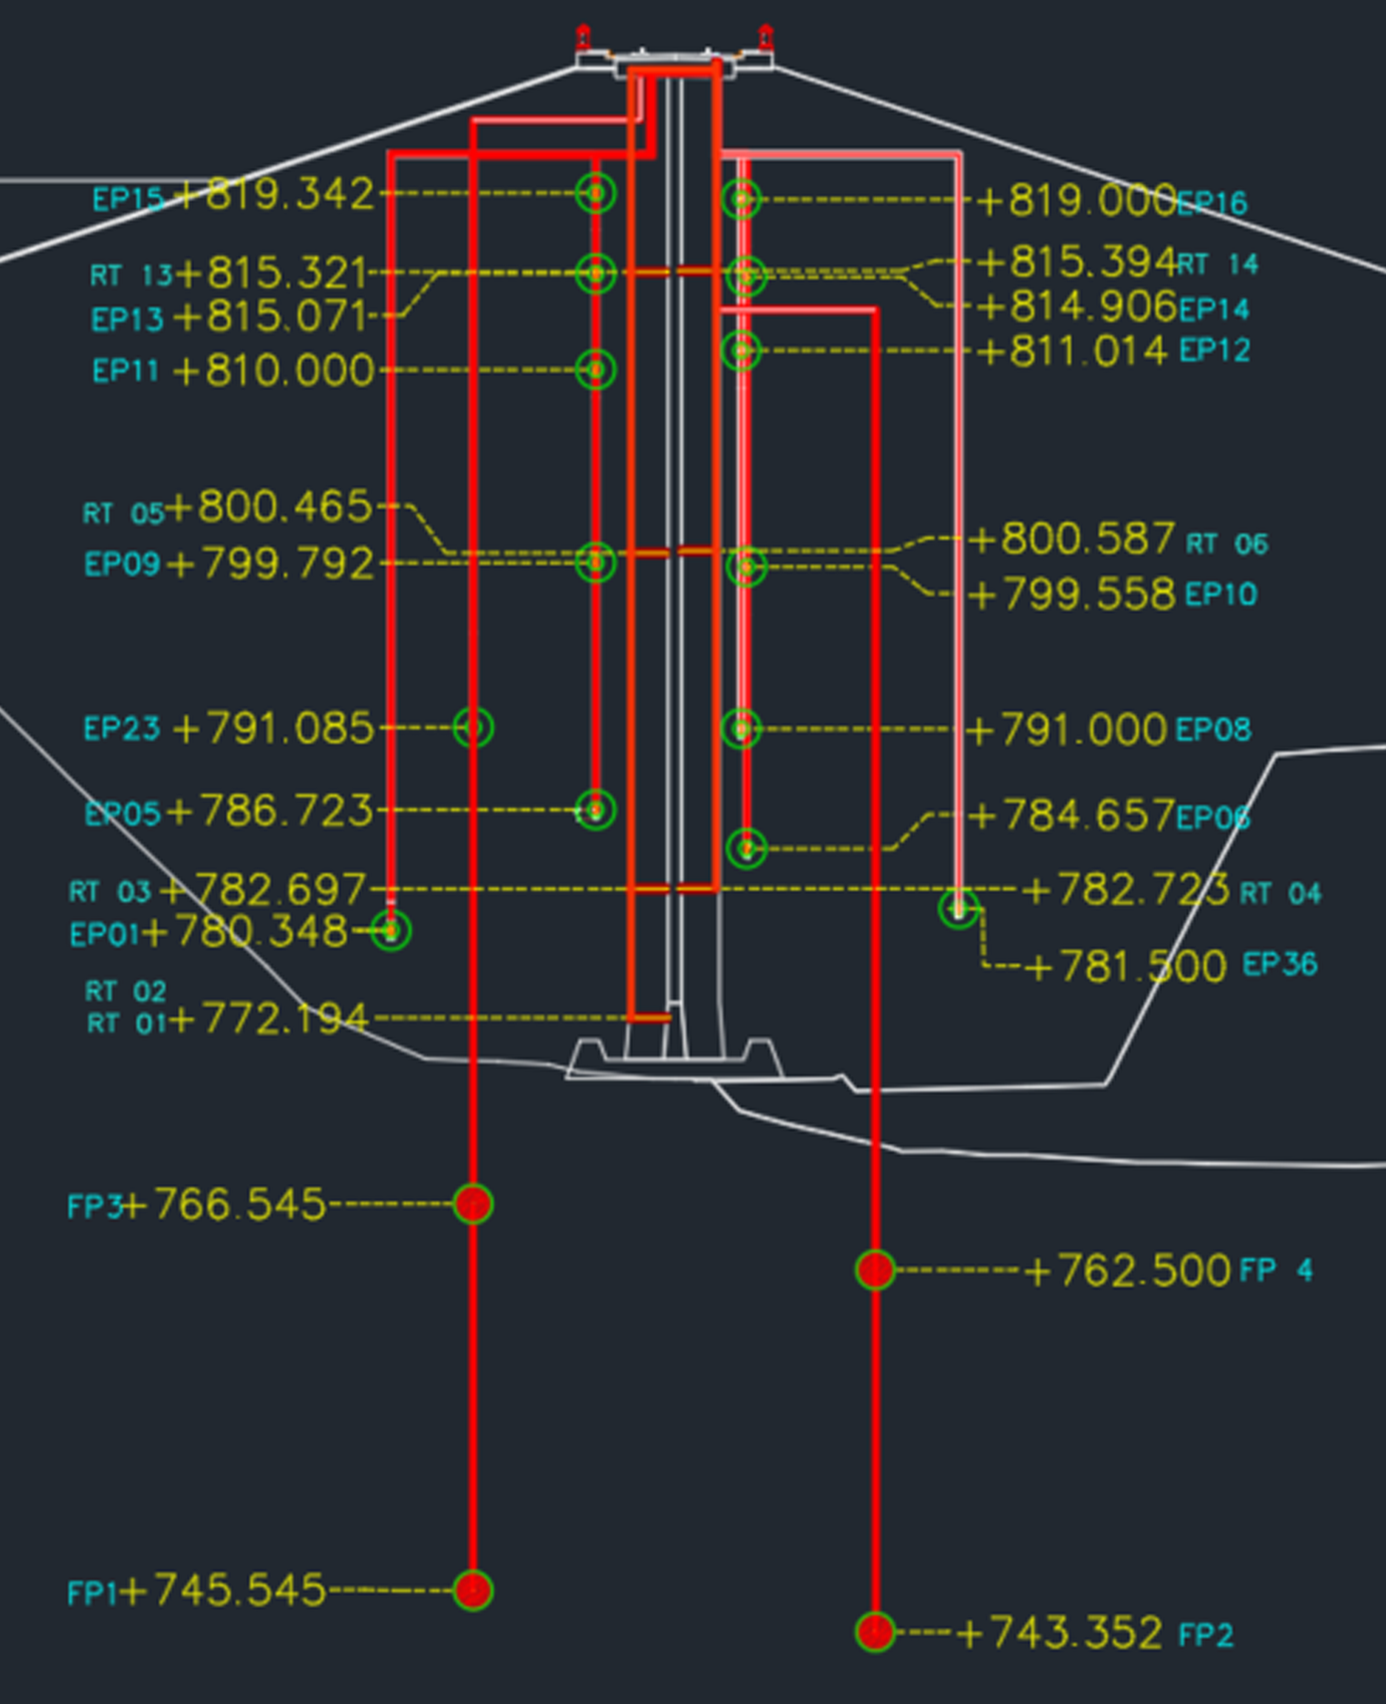 EP15 +819.342
+819.000 EP16
RT 13 +815.321
+815.394 RT 14
EP13 +815.071
+814.906 EP14
EP11 +810.000
+811.014 EP12
RT 05 +800.465
+800.587 RT 06
EP09 +799.792
+799.558 EP10
EP23 +791.085
+791.000 EP08
EP05 +786.723
+784.657 EP06
RT 03 +782.697
+782.723 RT 04
EP01 +780.348
+781.500 EP36
RT 02
RT 01 +772.194
FP3 +766.545
+762.500 FP 4
FP1 +745.545
+743.352 FP2